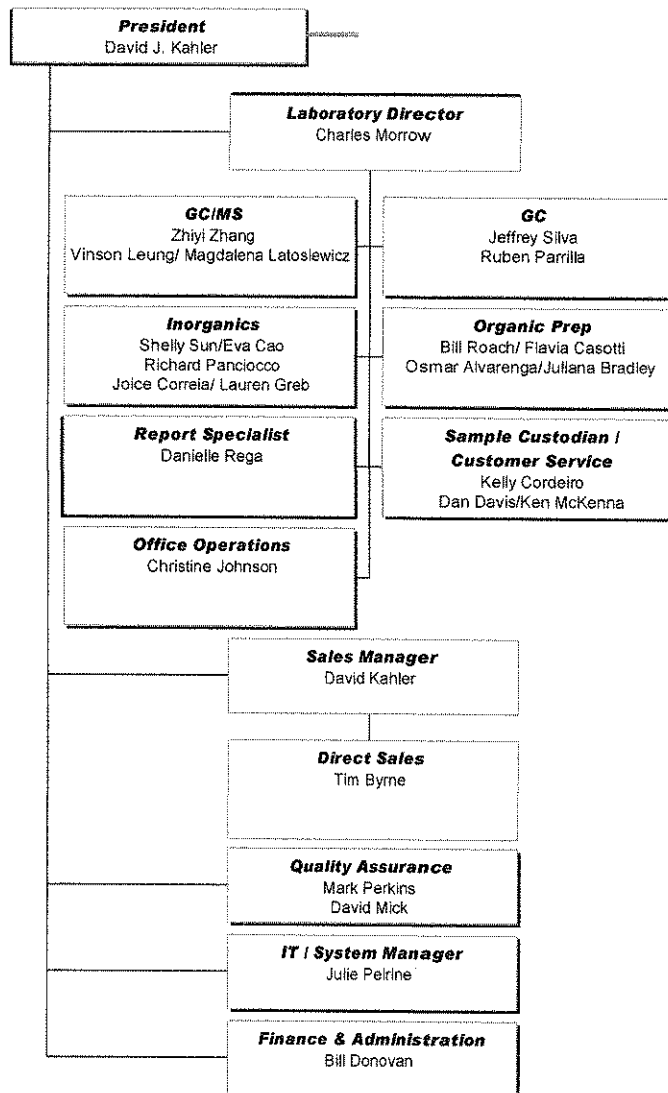 President
David J. Kahler
Laboratory Director
Charles Morrow
GC/MS
Zhiyi Zhang
Vinson Leung/ Magdalena Latosiewicz
GC
Jeffrey Silva
Ruben Parrilla
Inorganics
Shelly Sun/Eva Cao
Richard Panciocco
Joice Correia/ Lauren Greb
Organic Prep
Bill Roach/ Flavia Casotti
Osmar Alvarenga/Juliana Bradley
Report Specialist
Danielle Rega
Sample Custodian /
Customer Service
Kelly Cordeiro
Dan Davis/Ken McKenna
Office Operations
Christine Johnson
Sales Manager
David Kahler
Direct Sales
Tim Byrne
Quality Assurance
Mark Perkins
David Mick
IT / System Manager
Julie Peirine
Finance & Administration
Bill Donovan